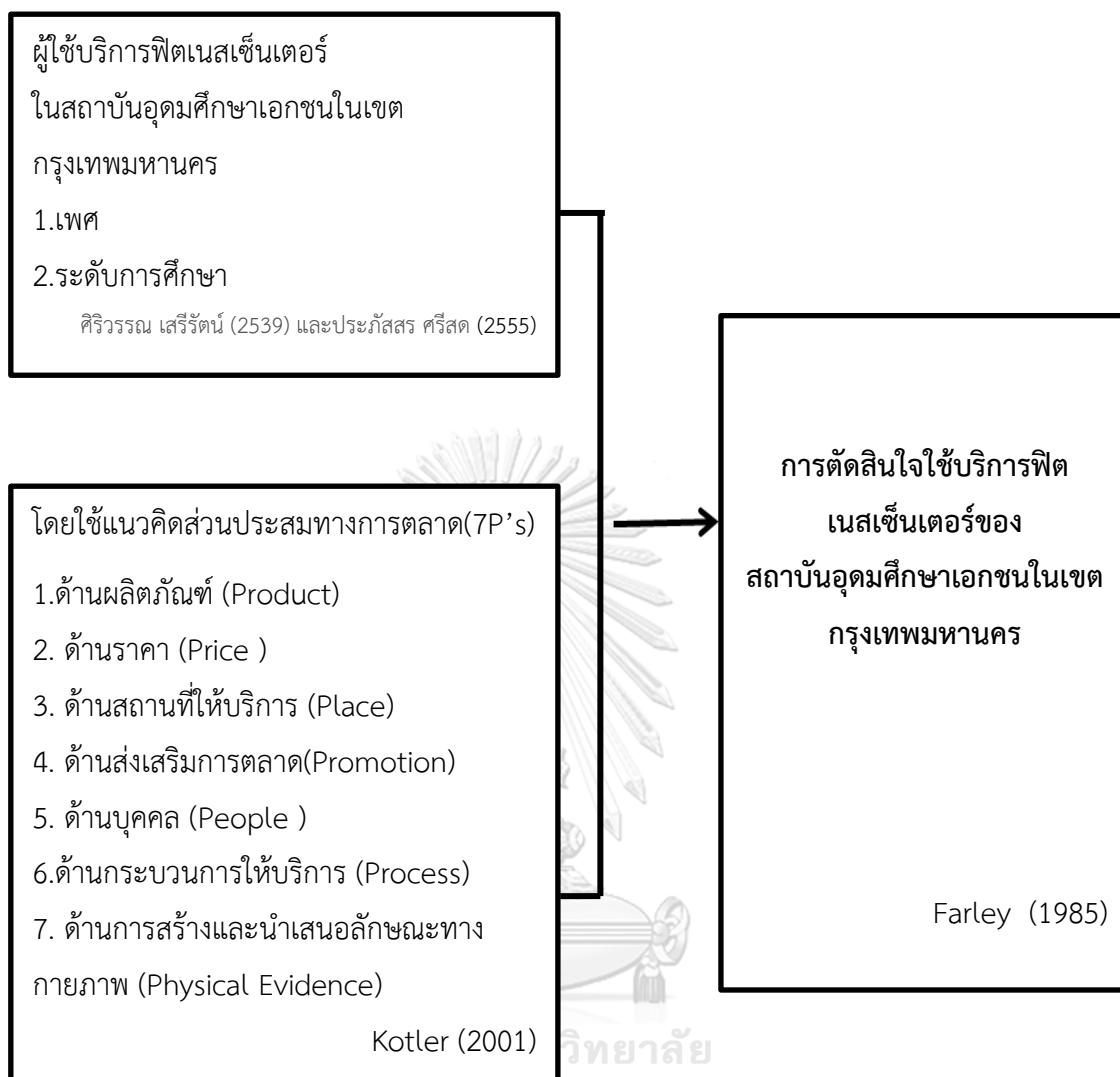 ผู้ใช้บริการฟิตเนสเซ็นเตอร์
ในสถาบันอุดมศึกษาเอกชนในเขต
กรุงเทพมหานคร
1.เพศ
2.ระดับการศึกษา
ศิริวรรณ เสรีรัตน์ (2539) และประภัสสร ศรีสด (2555)
โดยใช้แนวคิดส่วนประสมทางการตลาด(7P’s)
1.ด้านผลิตภัณฑ์ (Product)
2. ด้านราคา (Price )
3. ด้านสถานที่ให้บริการ (Place)
4. ด้านส่งเสริมการตลาด(Promotion)
5. ด้านบุคคล (People )
6.ด้านกระบวนการให้บริการ (Process)
7. ด้านการสร้างและนำเสนอลักษณะทาง
กายภาพ (Physical Evidence)
Kotler (2001)
การตัดสินใจใช้บริการฟิต
เนสเซ็นเตอร์ของ
สถาบันอุดมศึกษาเอกชนในเขต
กรุงเทพมหานคร
Farley (1985)
วิทยาลัย